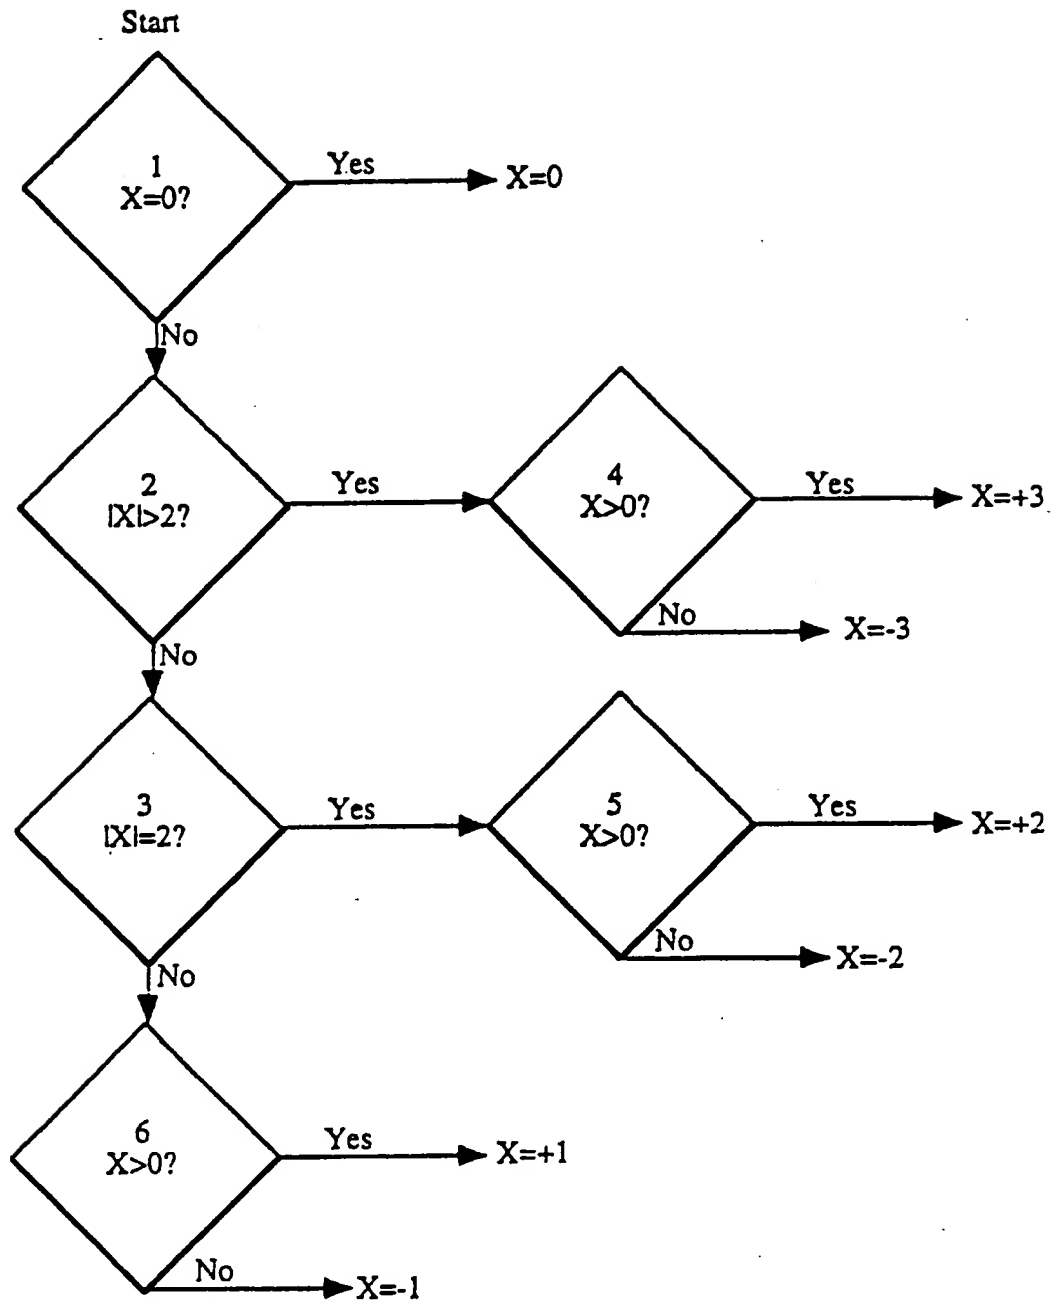 Start
1
X=0?
Yes
X=0
No
2
|X|>2?
Yes
4
X>0?
Yes
X=+3
No
X=-3
No
3
|X|=2?
Yes
5
X>0?
Yes
X=+2
No
X=-2
No
6
X>0?
Yes
X=+1
No
X=-1